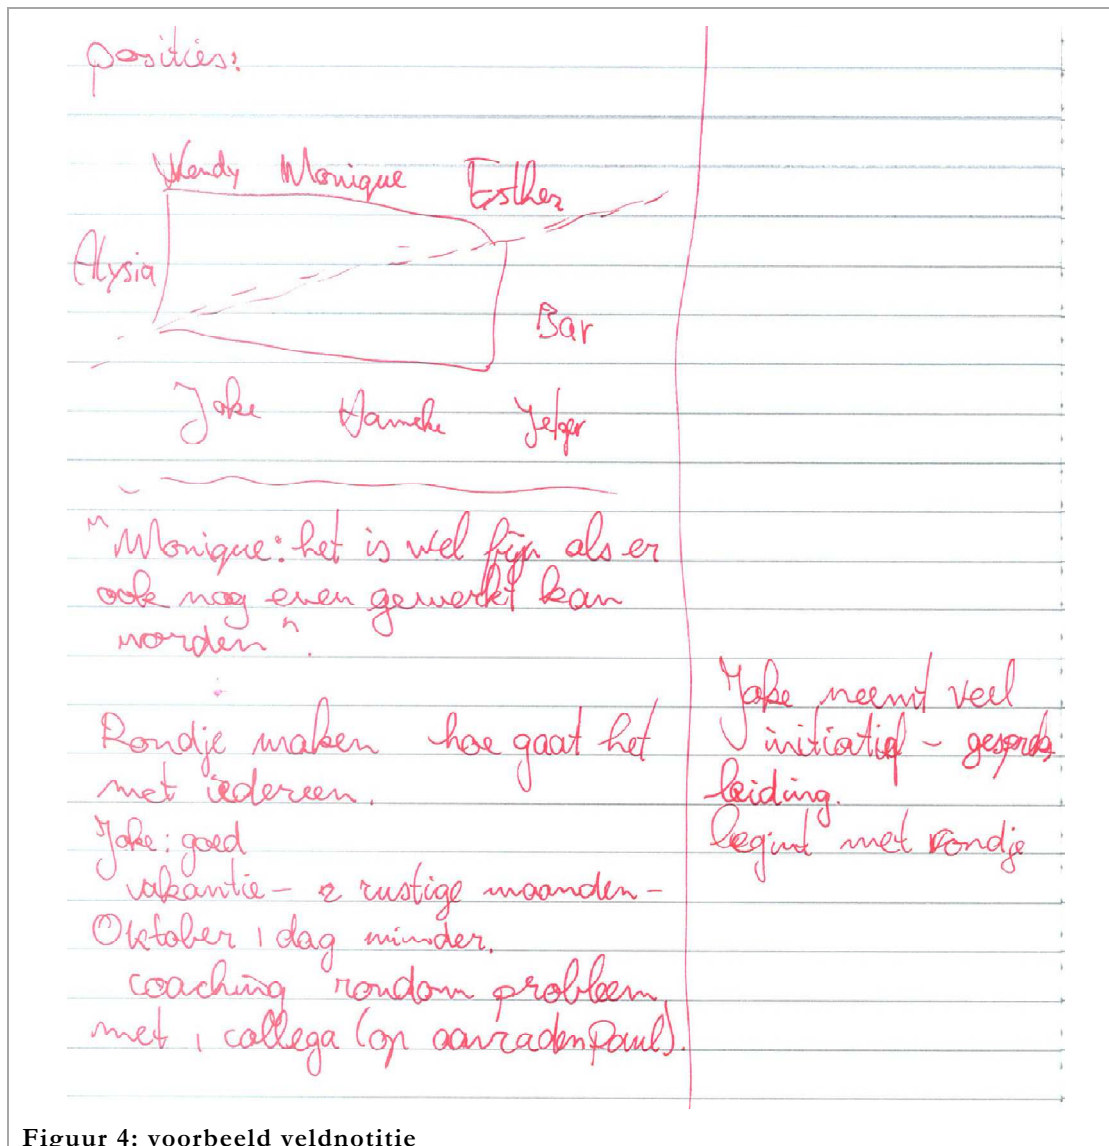 posities:
Wendy Monique Esther
Alysia
Bar
Joke Hanneke Jelger
"Monique: het is wel fijn als er
ook nog even gewerkt kan
worden".
Rondje maken hoe gaat het
met iedereen.
Joke: goed
vakantie - 2 rustige maanden -
Oktober 1 dag minder.
coaching rondom probleem
met 1 collega (op aanraden Paul).
Joke neemt veel
initiatief - gespreks
leiding.
begint met rondje
Figuur 4: voorbeeld veldnotitie